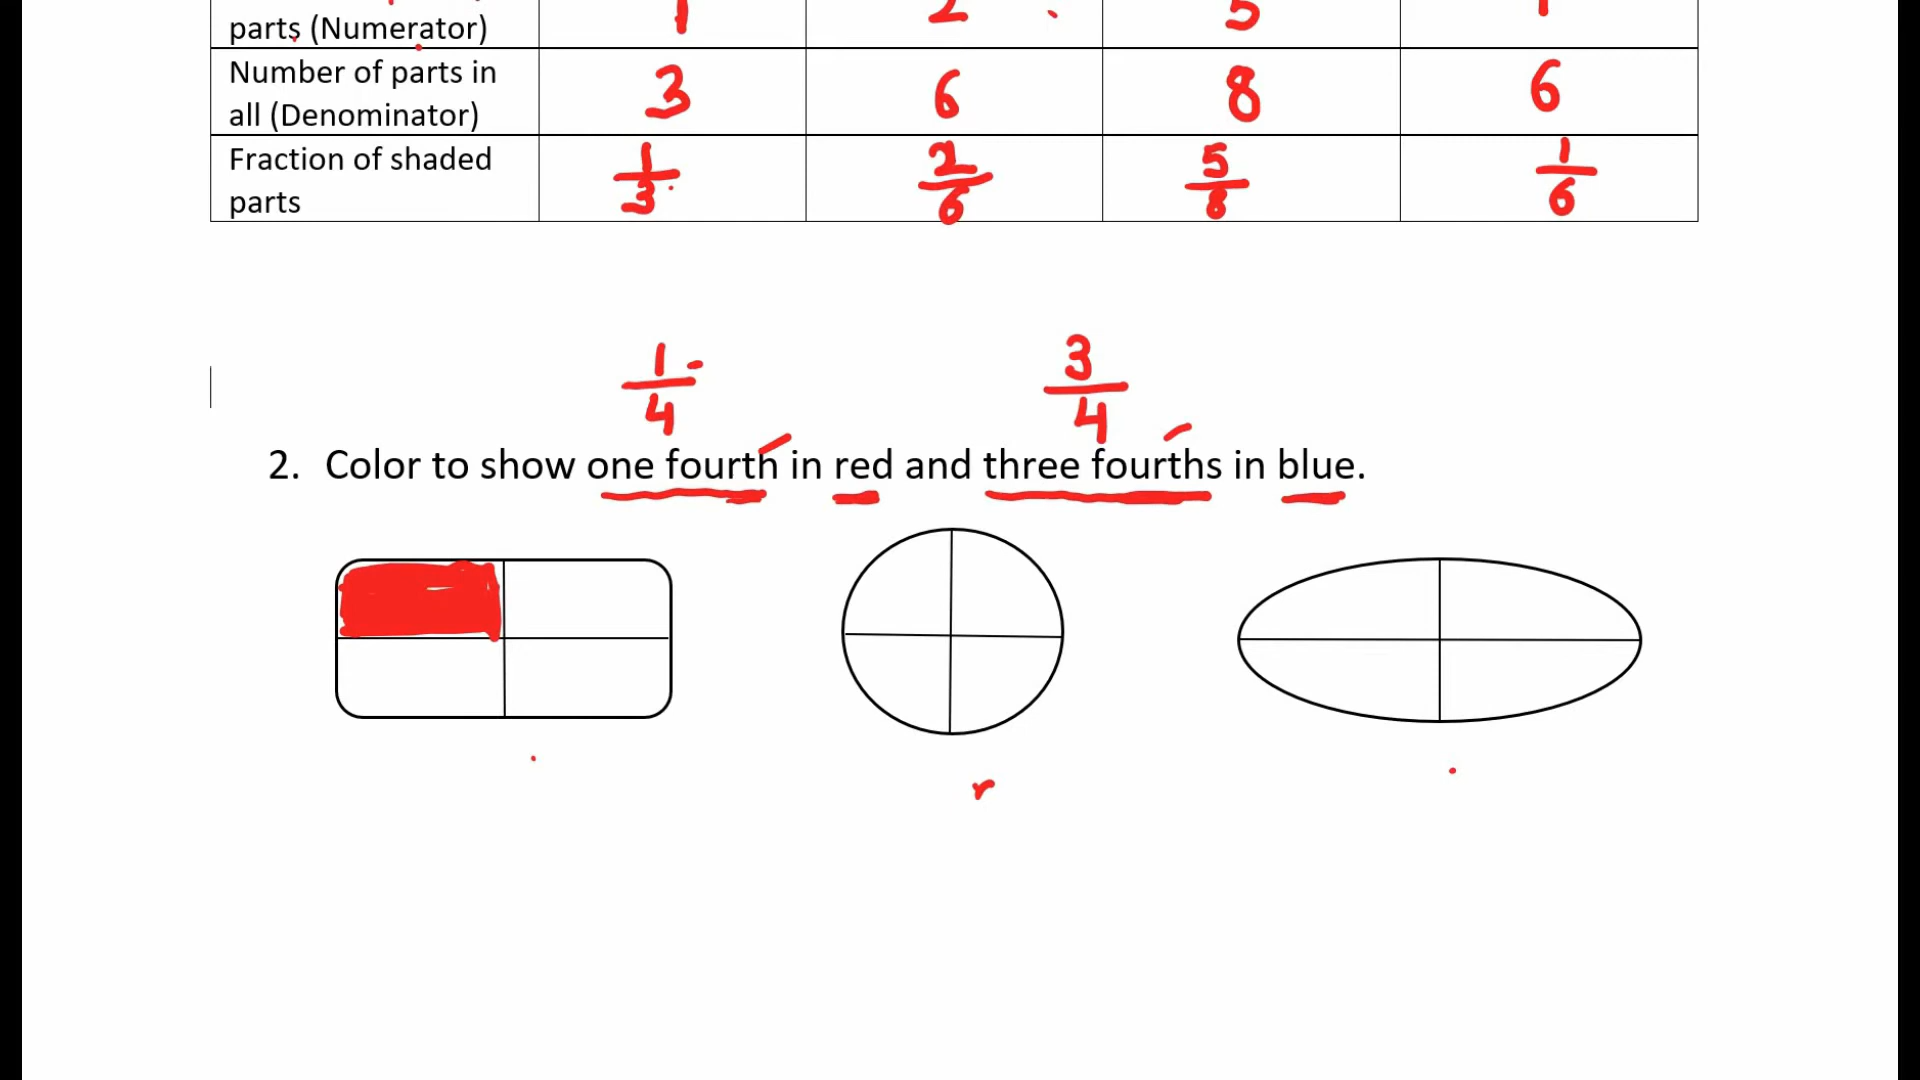 parts (Numerator) 1 2 5 1
Number of parts in
all (Denominator) 3 6 8 6
Fraction of shaded
parts 1/3 2/6 5/8 1/6
1/4 3/4
2. Color to show one fourth in red and three fourths in blue.